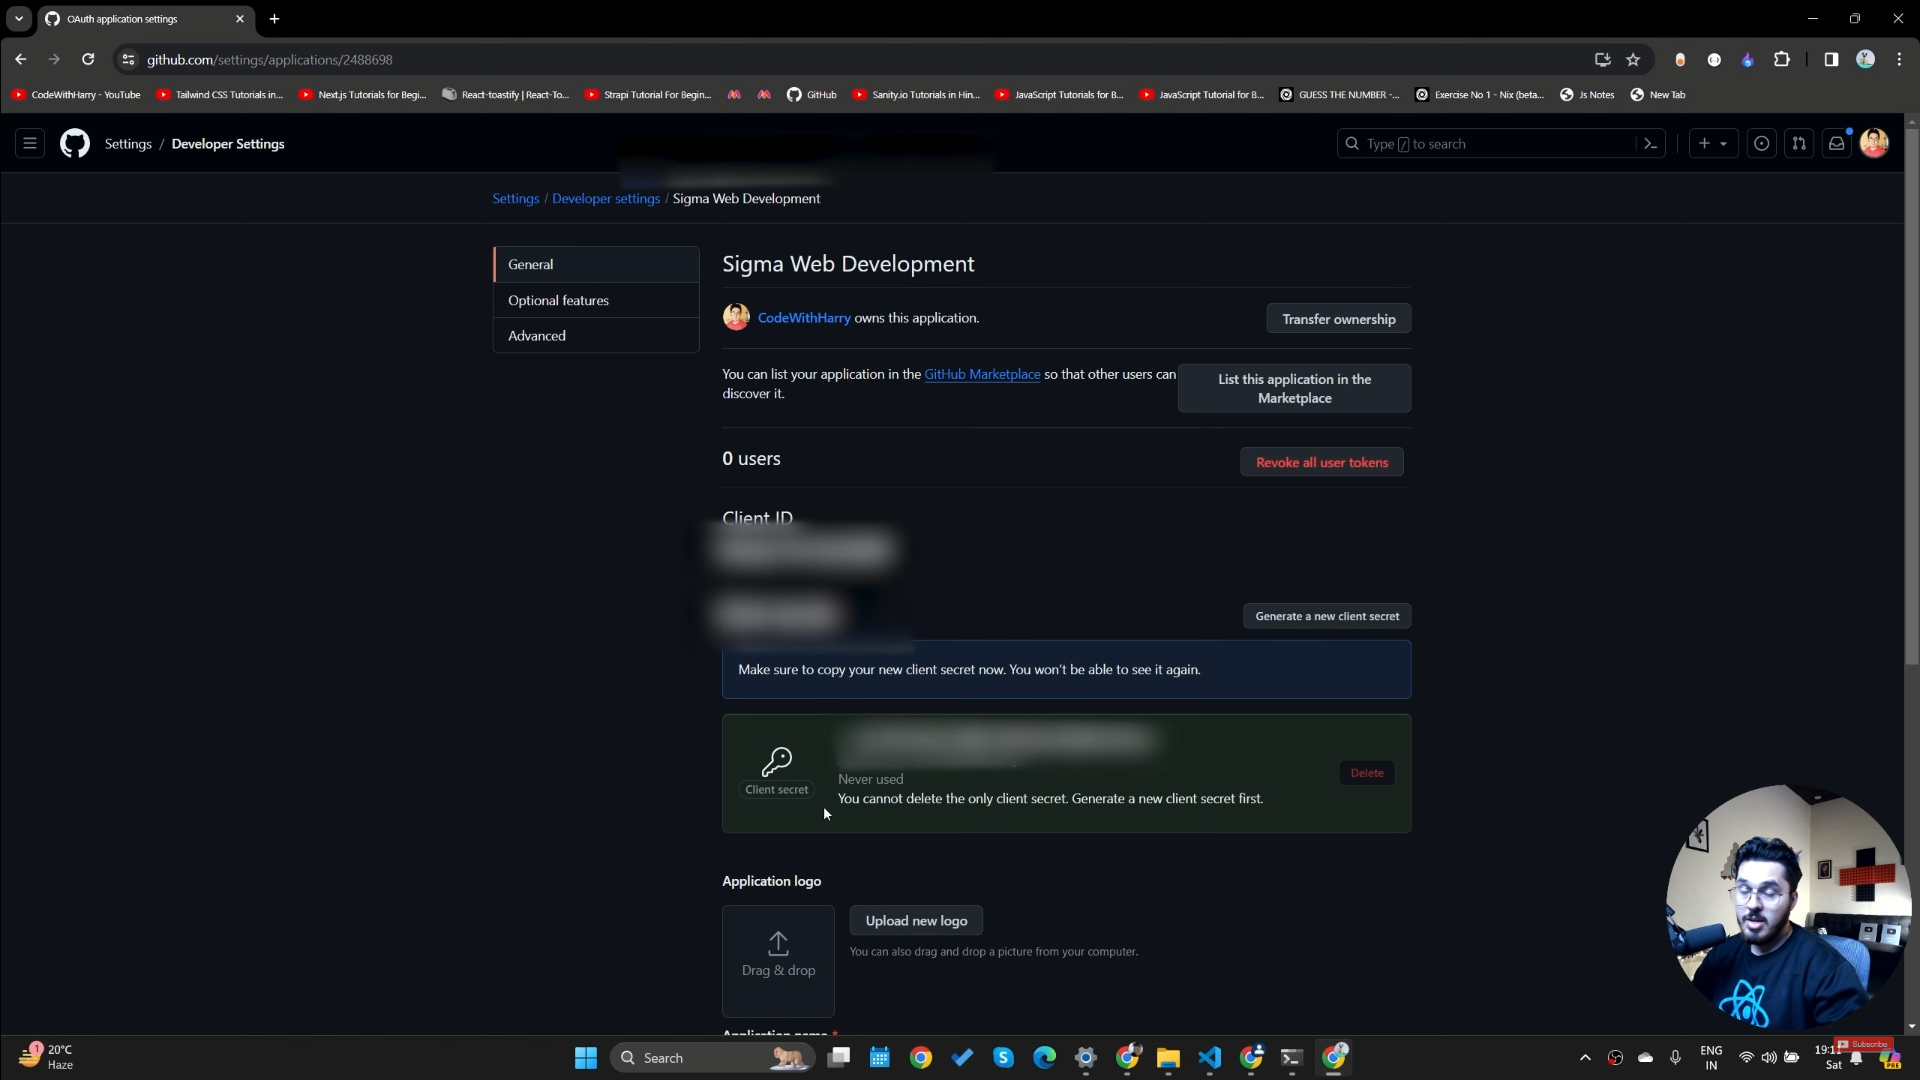 OAuth application settings
github.com/settings/applications/2488698
CodeWithHarry - YouTube
Tailwind CSS Tutorials in...
Next.js Tutorials for Begi...
React-toastify | React-To...
Strapi Tutorial For Begin...
GitHub
Sanity.io Tutorials in Hin...
JavaScript Tutorials for B...
JavaScript Tutorial for B...
GUESS THE NUMBER -...
Exercise No 1 - Nix (beta...
Js Notes
New Tab
Settings / Developer Settings
Type / to search
Settings / Developer settings / Sigma Web Development
General
Optional features
Advanced
Sigma Web Development
CodeWithHarry owns this application.
Transfer ownership
You can list your application in the GitHub Marketplace so that other users can
discover it.
List this application in the
Marketplace
0 users
Revoke all user tokens
Client ID
Generate a new client secret
Make sure to copy your new client secret now. You won't be able to see it again.
Client secret
Never used
You cannot delete the only client secret. Generate a new client secret first.
Delete
Application logo
Drag & drop
Upload new logo
You can also drag and drop a picture from your computer.
Application name *
1
20°C
Haze
Search
ENG
IN
Sat
Subscribe
PRE